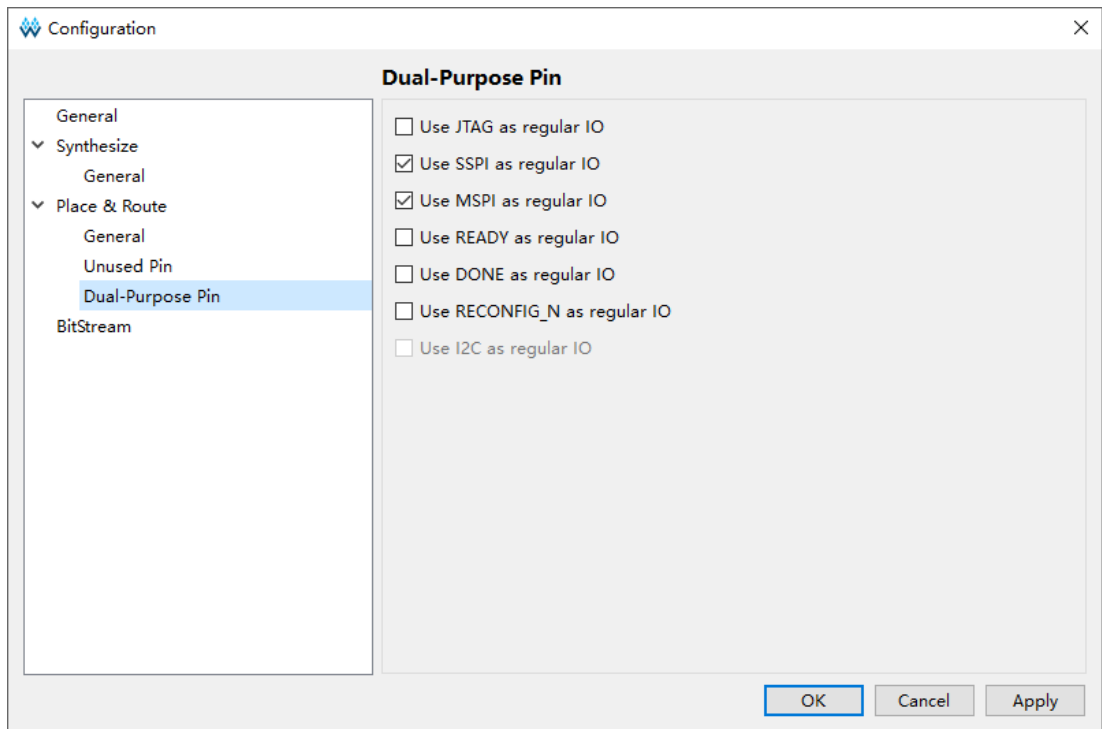 Configuration
Dual-Purpose Pin
General
Synthesize
General
Place & Route
General
Unused Pin
Dual-Purpose Pin
BitStream
Use JTAG as regular IO
Use SSPI as regular IO
Use MSPI as regular IO
Use READY as regular IO
Use DONE as regular IO
Use RECONFIG_N as regular IO
Use I2C as regular IO
OK
Cancel
Apply